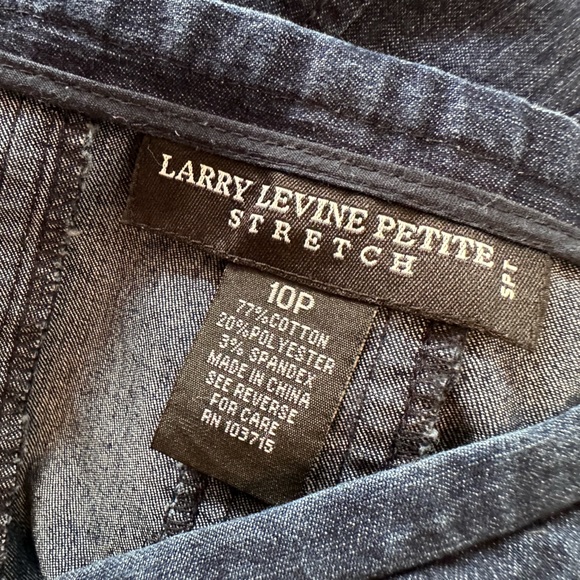 LARRY LEVINE PETITE
STRETCH
SPT
10P
77%COTTON
20%POLYESTER
3% SPANDEX
MADE IN CHINA
SEE REVERSE
FOR CARE
RN 103715